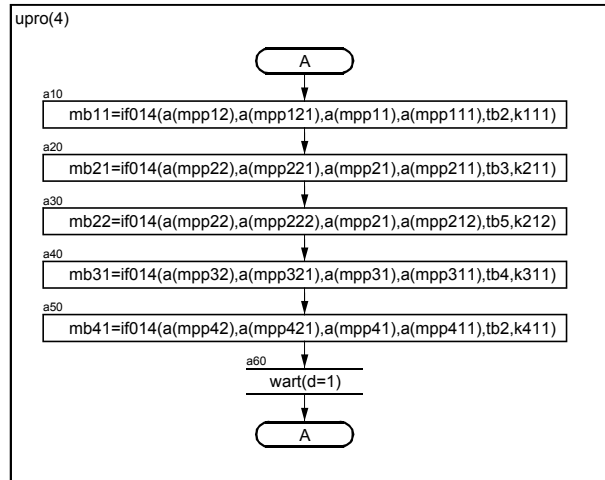 upro(4)
A
a10
mb11=if014(a(mpp12),a(mpp121),a(mpp11),a(mpp111),tb2,k111)
a20
mb21=if014(a(mpp22),a(mpp221),a(mpp21),a(mpp211),tb3,k211)
a30
mb22=if014(a(mpp22),a(mpp222),a(mpp21),a(mpp212),tb5,k212)
a40
mb31=if014(a(mpp32),a(mpp321),a(mpp31),a(mpp311),tb4,k311)
a50
mb41=if014(a(mpp42),a(mpp421),a(mpp41),a(mpp411),tb2,k411)
a60
wart(d=1)
A